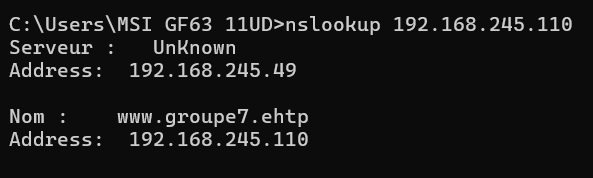 C:\Users\MSI GF63 11UD>nslookup 192.168.245.110
Serveur :   UnKnown
Address:  192.168.245.49

Nom :    www.groupe7.ehtp
Address:  192.168.245.110